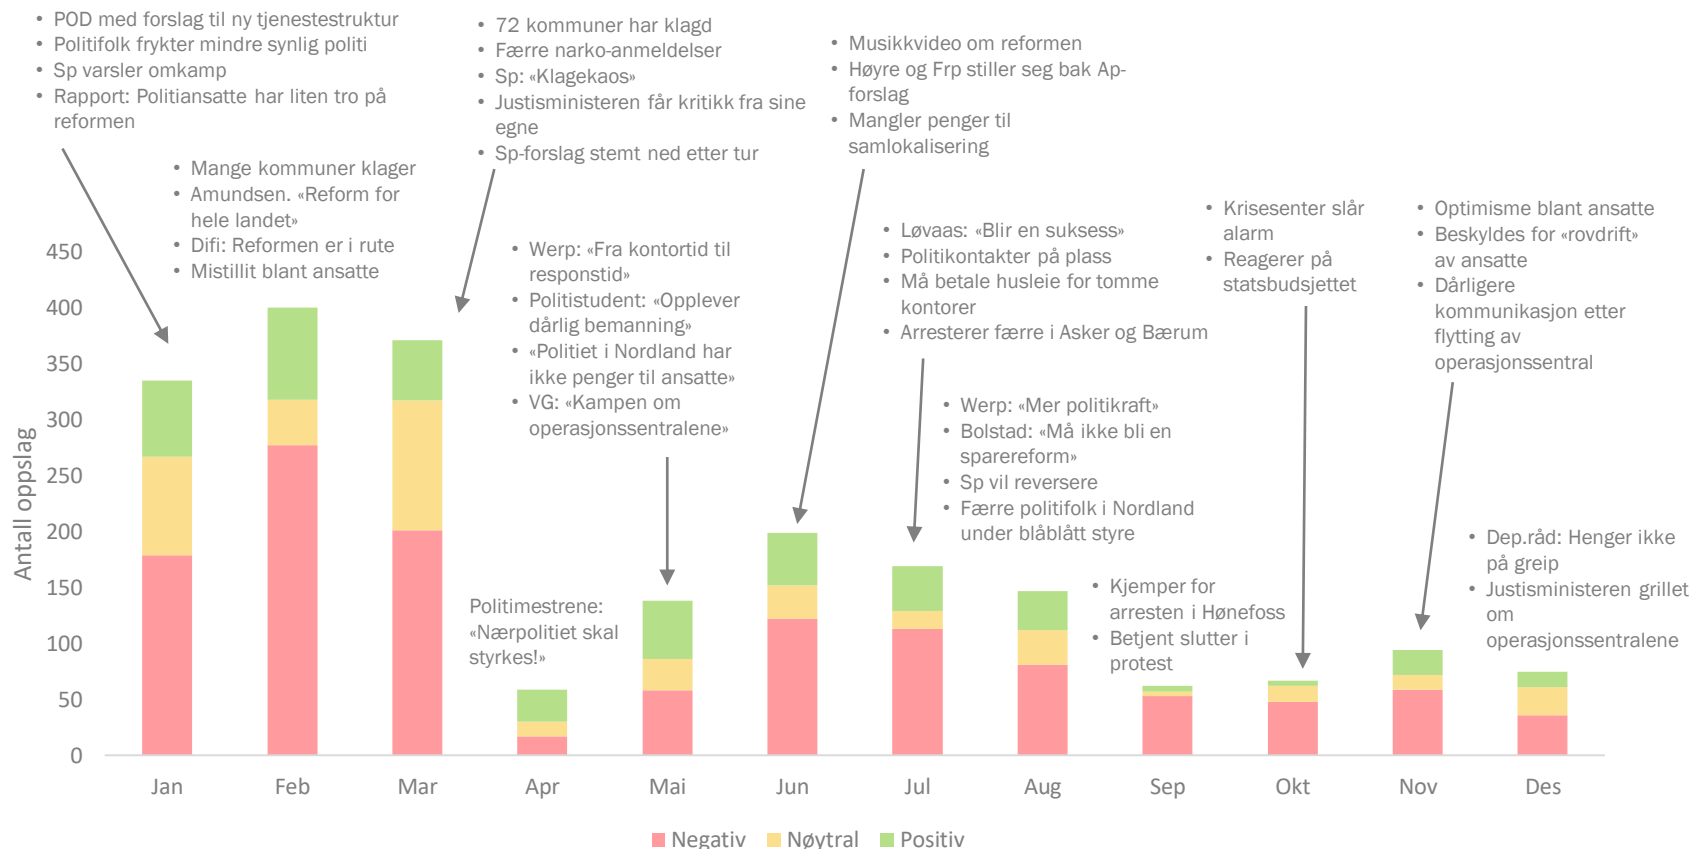 • POD med forslag til ny tjenestestruktur
• Politifolk frykter mindre synlig politi
• Sp varsler omkamp
• Rapport: Politiansatte har liten tro på
reformen
• Mange kommuner klager
• Amundsen. «Reform for
hele landet»
• Difi: Reformen er i rute
• Mistillit blant ansatte
• 72 kommuner har klagd
• Færre narko-anmeldelser
• Sp: «Klagekaos»
• Justisministeren får kritikk fra sine
egne
• Sp-forslag stemt ned etter tur
Politimestrene:
«Nærpolitiet skal
styrkes!»
• Werp: «Fra kontortid til
responstid»
• Politistudent: «Opplever
dårlig bemanning»
• «Politiet i Nordland har
ikke penger til ansatte»
• VG: «Kampen om
operasjonssentralene»
• Musikkvideo om reformen
• Høyre og Frp stiller seg bak Ap-
forslag
• Mangler penger til
samlokalisering
• Løvaas: «Blir en suksess»
• Politikontakter på plass
• Må betale husleie for tomme
kontorer
• Arresterer færre i Asker og Bærum
• Werp: «Mer politikraft»
• Bolstad: «Må ikke bli en
sparereform»
• Sp vil reversere
• Færre politifolk i Nordland
under blåblått styre
• Kjemper for
arresten i Hønefoss
• Betjent slutter i
protest
• Krisesenter slår
alarm
• Reagerer på
statsbudsjettet
• Optimisme blant ansatte
• Beskyldes for «rovdrift»
av ansatte
• Dårligere
kommunikasjon etter
flytting av
operasjonssentral
• Dep.råd: Henger ikke
på greip
• Justisministeren grillet
om
operasjonssentralene
Antall oppslag
450
400
350
300
250
200
150
100
50
0
Jan Feb Mar Apr Mai Jun Jul Aug Sep Okt Nov Des
Negativ Nøytral Positiv